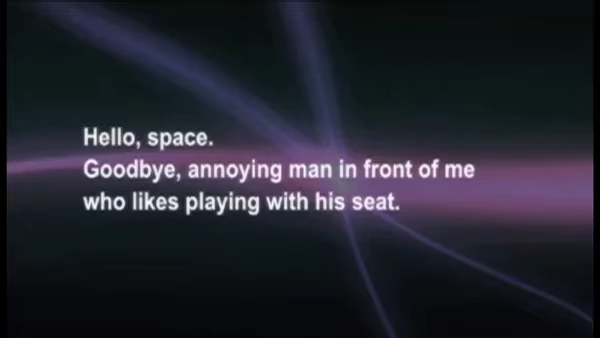 Hello, space.
Goodbye, annoying man in front of me
who likes playing with his seat.